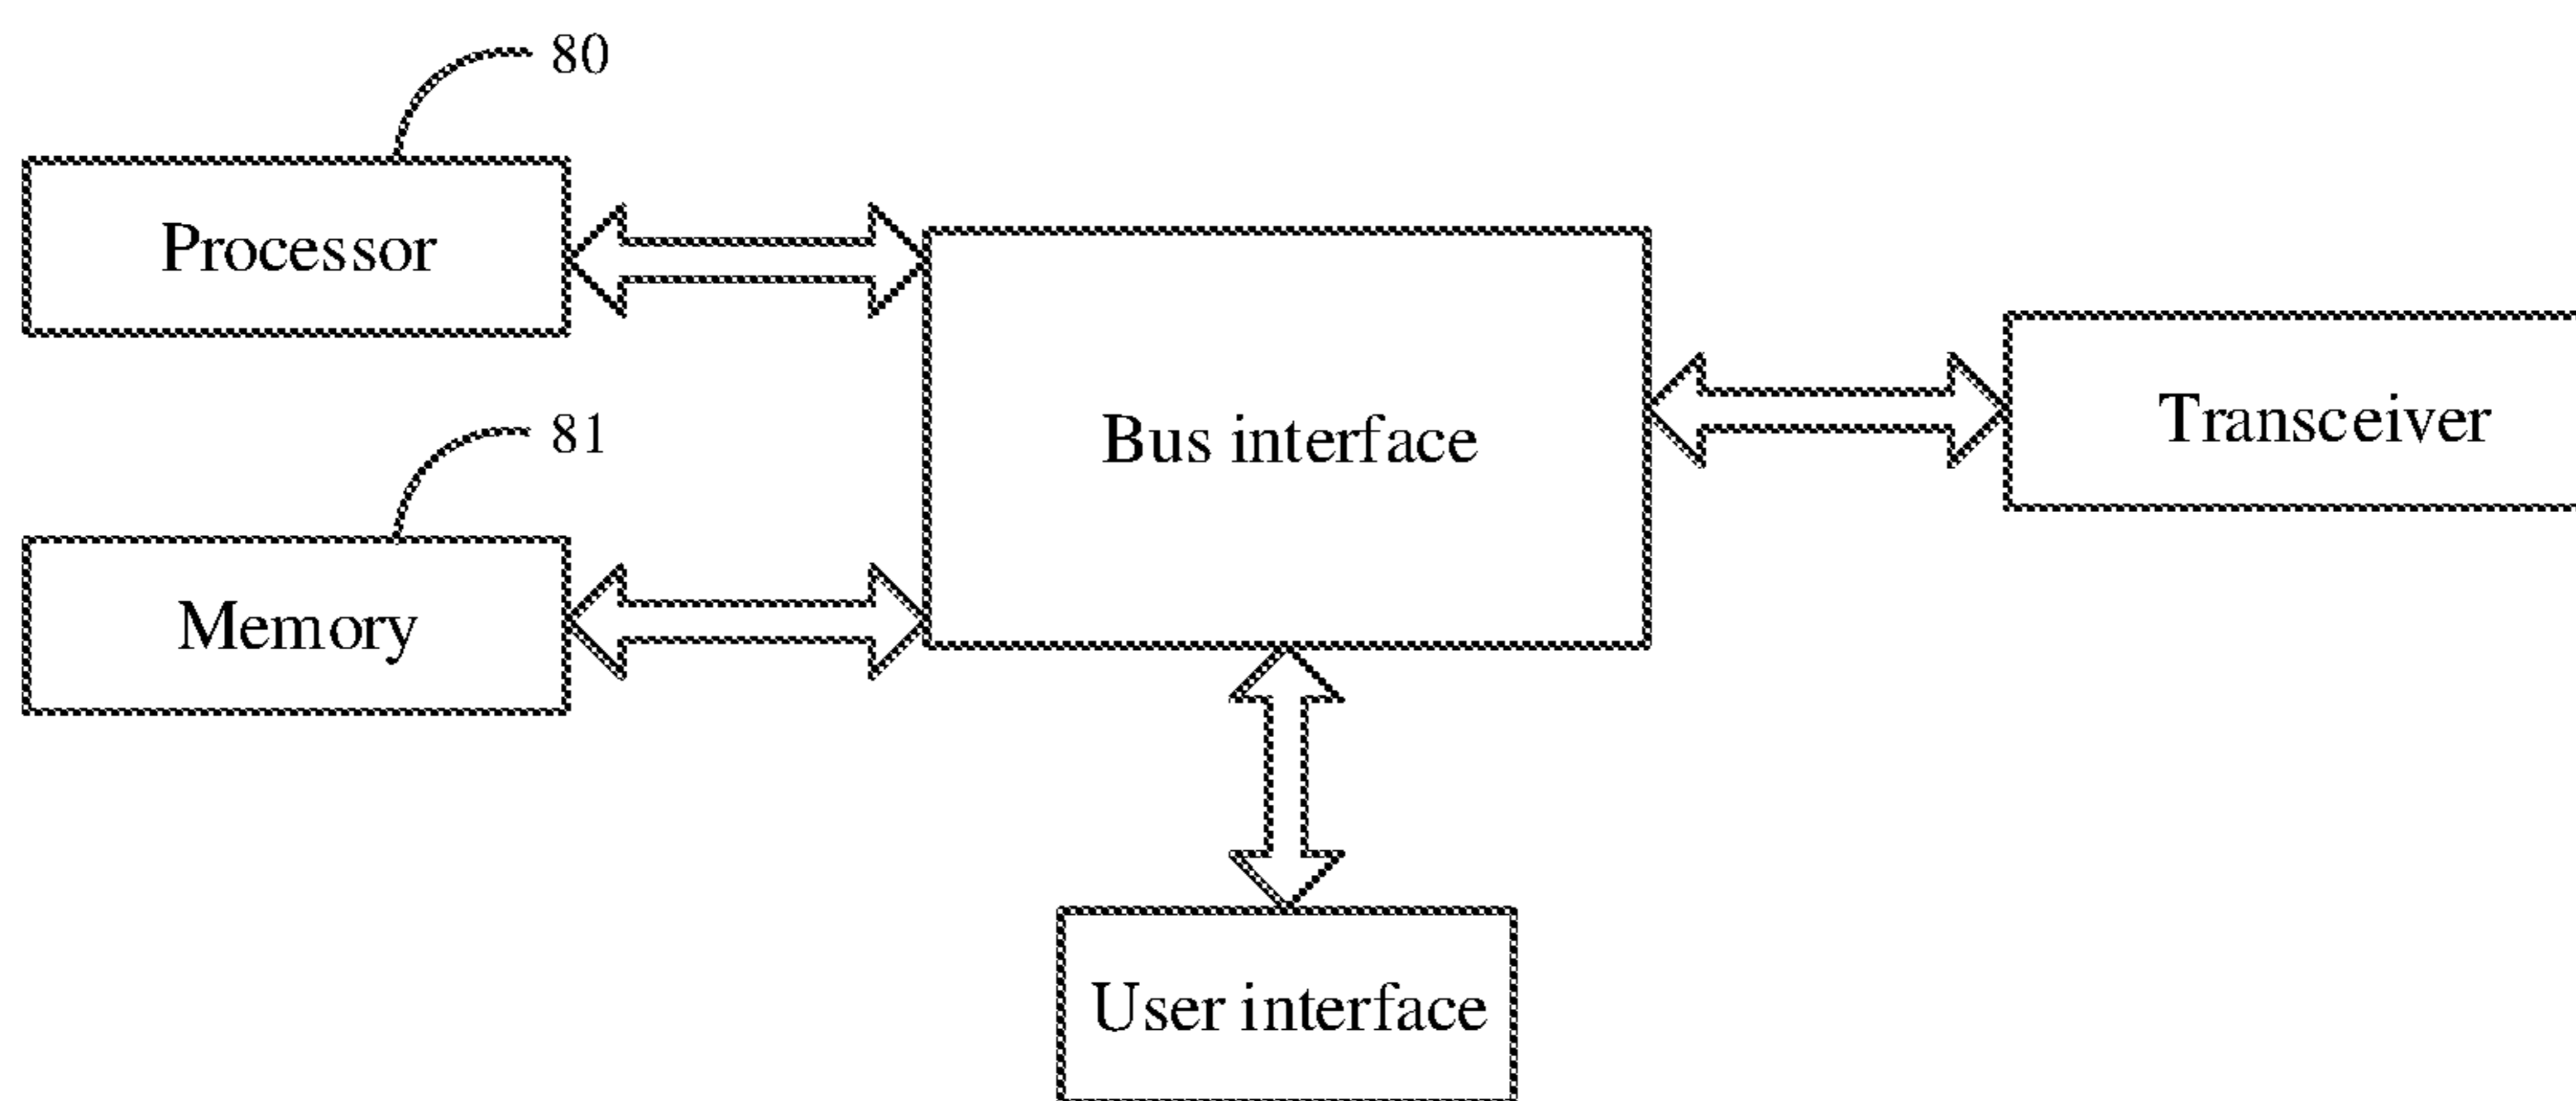 80
Processor
Bus interface
Transceiver
81
Memory
User interface